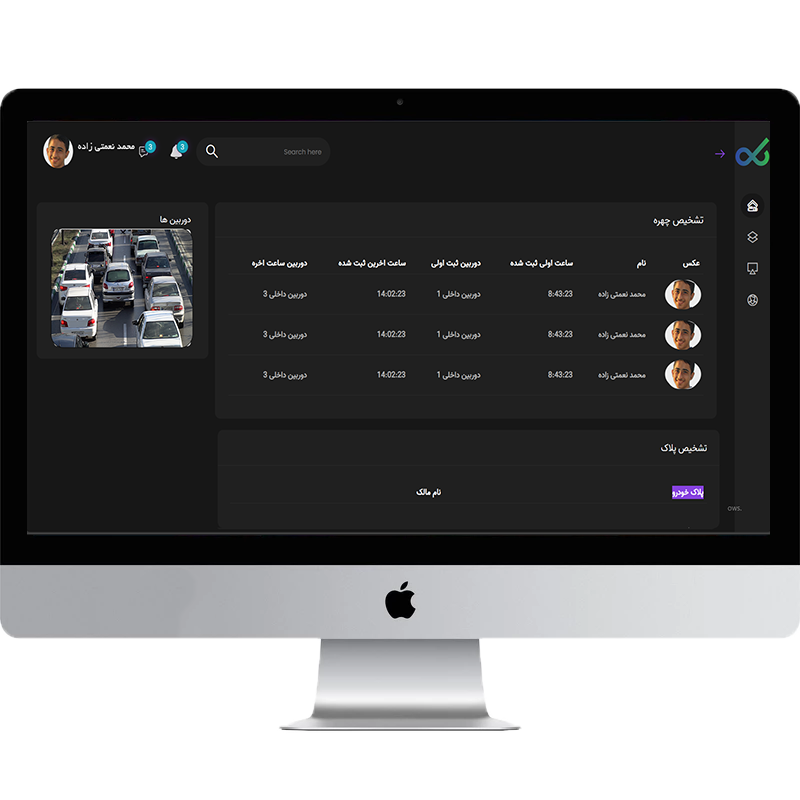 محمد نعمتی زاده
3
3
Search here
دوربین ها
تشخیص چهره
عکس نام ساعت اولی ثبت شده دوربین ثبت اولی ساعت اخرین ثبت شده دوربین ساعت اخره
محمد نعمتی زاده 8:43:23 دوربین داخلی 1 14:02:23 دوربین داخلی 3
محمد نعمتی زاده 8:43:23 دوربین داخلی 1 14:02:23 دوربین داخلی 3
محمد نعمتی زاده 8:43:23 دوربین داخلی 1 14:02:23 دوربین داخلی 3
تشخیص پلاک
پلاک خودرو نام مالک
ows.